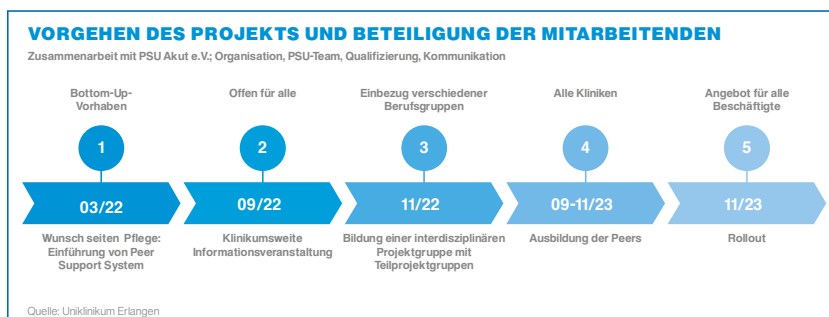 VORGEHEN DES PROJEKTS UND BETEILIGUNG DER MITARBEITENDEN
Zusammenarbeit mit PSU Akut e.V.; Organisation, PSU-Team, Qualifizierung, Kommunikation
Bottom-Up-
Vorhaben
1
03/22
Wunsch seiten Pflege:
Einführung von Peer
Support System
Offen für alle
2
09/22
Klinikumsweite
Informationsveranstaltung
Einbezug verschiedener
Berufsgruppen
3
11/22
Bildung einer interdisziplinären
Projektgruppe mit
Teilprojektgruppen
Alle Kliniken
4
09-11/23
Ausbildung der Peers
Angebot für alle
Beschäftigte
5
11/23
Rollout
Quelle: Uniklinikum Erlangen